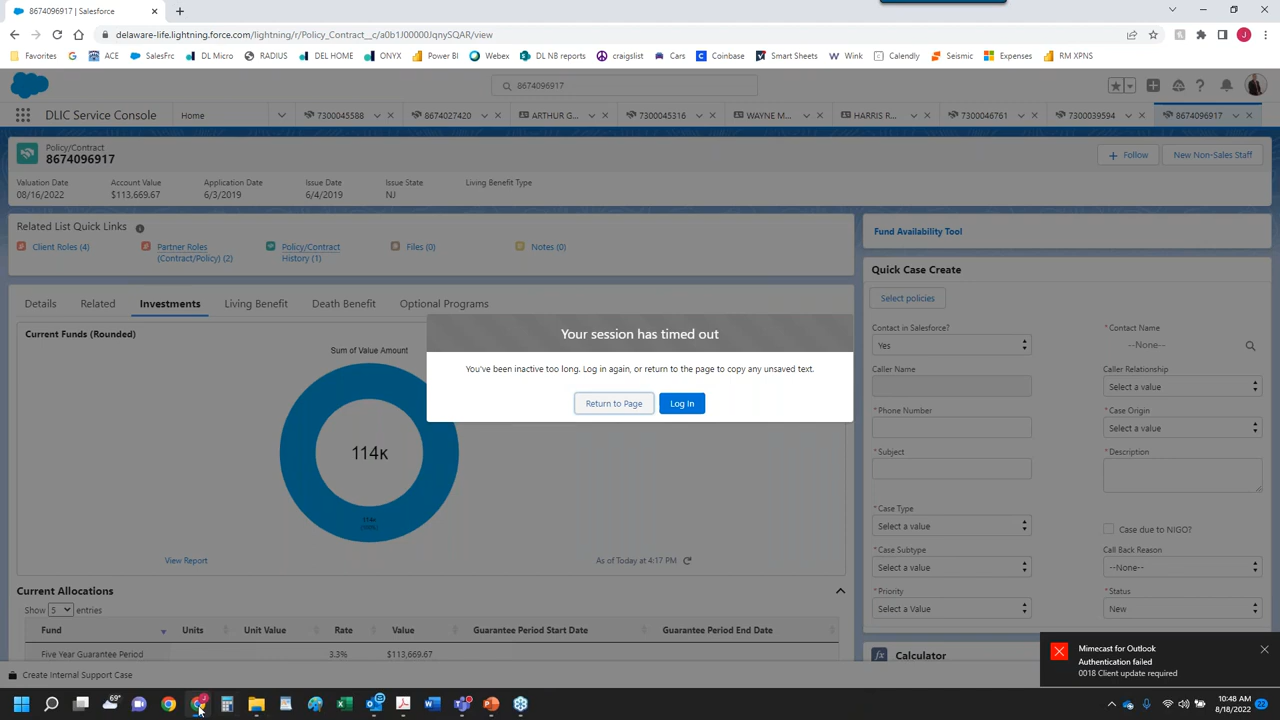 8674096917 | Salesforce
delaware-life.lightning.force.com/lightning/r/Policy_Contract__c/a0b1J00000JqnySQAR/view
Favorites ACE SalesFrc DL Micro RADIUS DEL HOME ONYX Power BI Webex DL NB reports craigslist Cars Coinbase Smart Sheets Wink Calendly Seismic Expenses RM XPNS
8674096917
DLIC Service Console Home 7300045588 8674027420 ARTHUR G... 7300045316 WAYNE M... HARRIS R... 7300046761 7300039594 8674096917
Policy/Contract
8674096917
Follow New Non-Sales Staff
Valuation Date Account Value Application Date Issue Date Issue State Living Benefit Type
08/16/2022 $113,669.67 6/3/2019 6/4/2019 NJ
Related List Quick Links
Client Roles (4) Partner Roles (Contract/Policy) (2) Policy/Contract History (1) Files (0) Notes (0)
Fund Availability Tool
Quick Case Create
Select policies
Details Related Investments Living Benefit Death Benefit Optional Programs
Current Funds (Rounded)
Sum of Value Amount
114K
114K
View Report
As of Today at 4:17 PM
Your session has timed out
You've been inactive too long. Log in again, or return to the page to copy any unsaved text.
Return to Page Log In
Contact in Salesforce? *Contact Name
Yes --None--
Caller Name Caller Relationship
Select a value
*Phone Number *Case Origin
Select a value
*Subject *Description
*Case Type
Select a value
Case due to NIGO?
*Case Subtype Call Back Reason
Select a value --None--
*Priority *Status
Select a Value New
Calculator
Current Allocations
Show 5 entries
Fund Units Unit Value Rate Value Guarantee Period Start Date Guarantee Period End Date
Five Year Guarantee Period 3.3% $113,669.67
Create Internal Support Case
Mimecast for Outlook
Authentication failed
0018 Client update required
69°
10:48 AM
8/18/2022
22